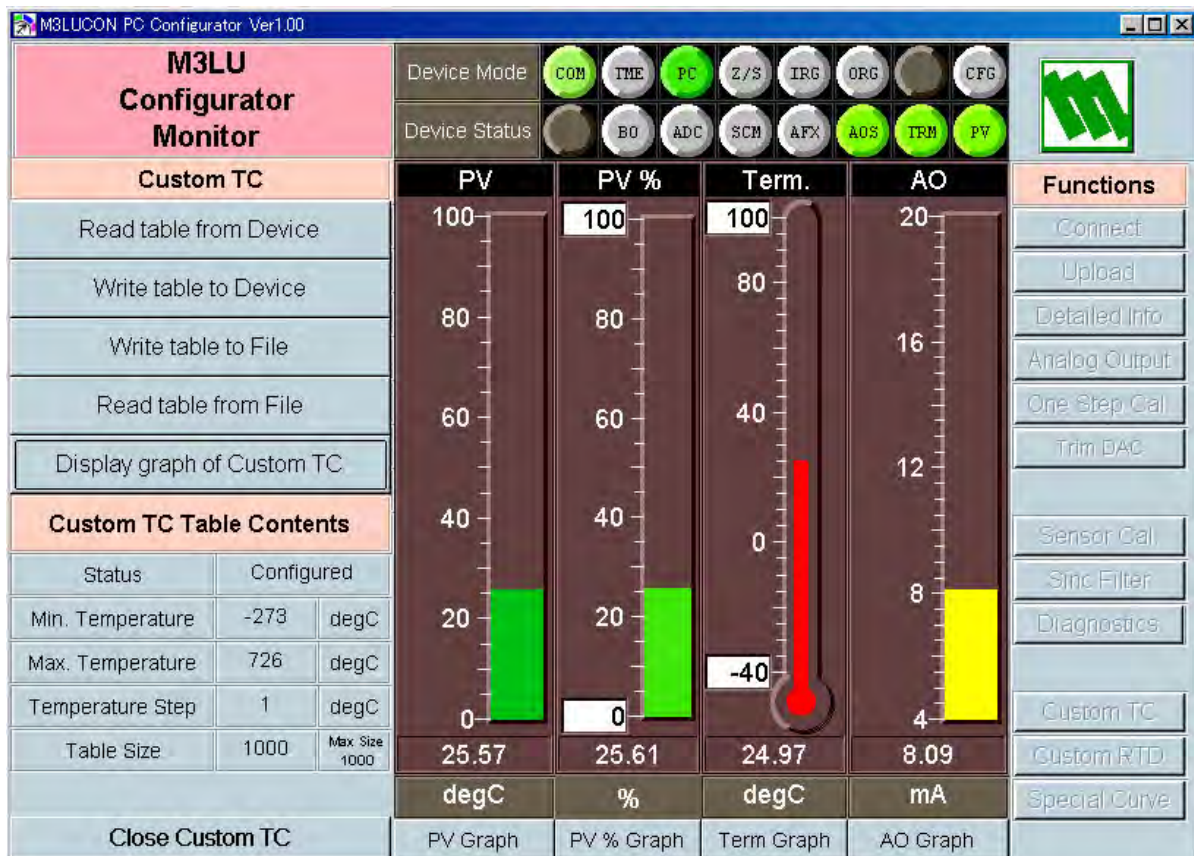 M3LUCON PC Configurator Ver1.00
M3LU
Configurator
Monitor
Device Mode
COM TME PC Z/S IRG ORG CFG
Device Status
BO ADC SCM AFX AOS TRM PV
Custom TC
Read table from Device
Write table to Device
Write table to File
Read table from File
Display graph of Custom TC
Custom TC Table Contents
Status Configured
Min. Temperature -273 degC
Max. Temperature 726 degC
Temperature Step 1 degC
Table Size 1000 Max Size 1000
Close Custom TC
PV
100
80
60
40
20
0
25.57
degC
PV Graph
PV %
100
80
60
40
20
0
25.61
%
PV % Graph
Term.
100
80
40
0
-40
24.97
degC
Term Graph
AO
20
16
12
8
4
8.09
mA
AO Graph
Functions
Connect
Upload
Detailed Info
Analog Output
One Step Cal
Trim DAC
Sensor Cal
Sinc Filter
Diagnostics
Custom TC
Custom RTD
Special Curve